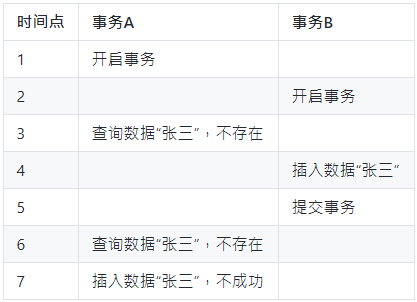 时间点 事务A 事务B
1 开启事务
2 开启事务
3 查询数据“张三”，不存在
4 插入数据“张三”
5 提交事务
6 查询数据“张三”，不存在
7 插入数据“张三”，不成功